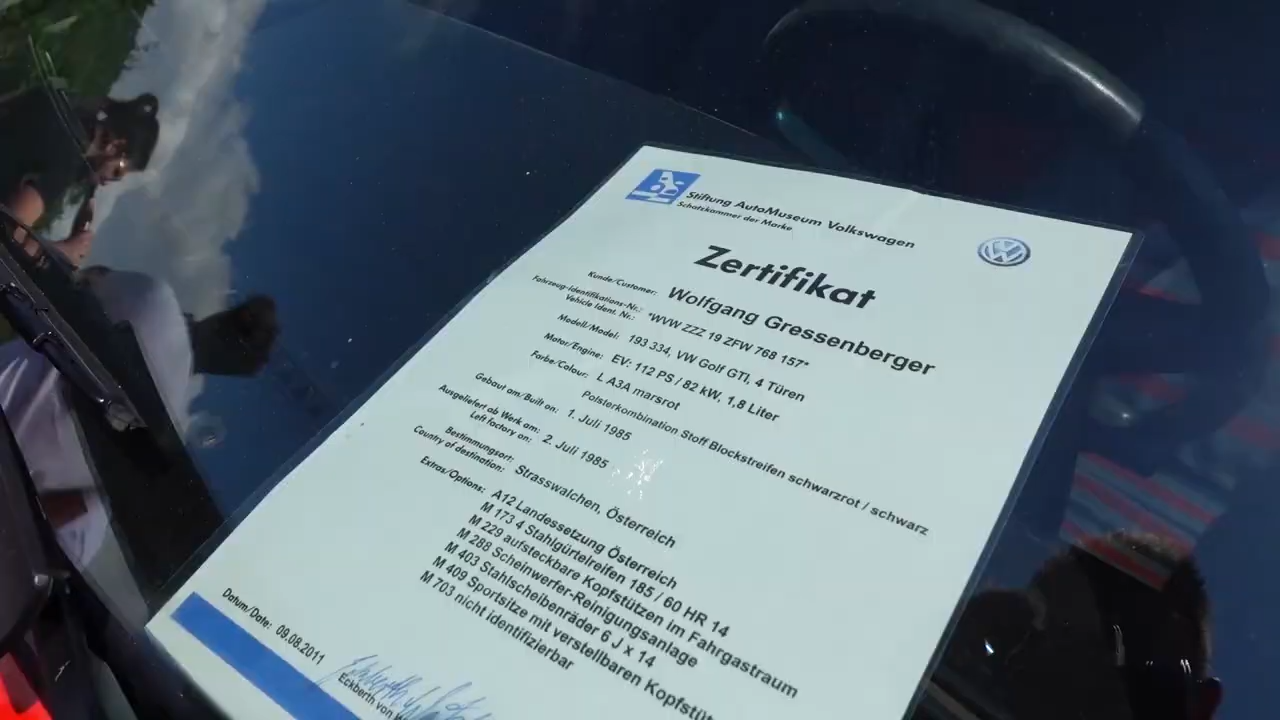 Stiftung AutoMuseum Volkswagen
Schatzkammer der Marke
Zertifikat
Kunde/Customer: Wolfgang Gressenberger
Fahrzeug-Identifikations-Nr.:
Vehicle Ident. Nr.: *WVW ZZZ 19 ZFW 768 157*
Modell/Model: 193 334, VW Golf GTI, 4 Türen
Motor/Engine: EV: 112 PS / 82 kW, 1,8 Liter
Farbe/Colour: L A3A marsrot
Polsterkombination Stoff Blockstreifen schwarzrot / schwarz
Gebaut am/Built on: 1. Juli 1985
Ausgeliefert ab Werk am:
Left factory on: 2. Juli 1985
Bestimmungsort:
Country of destination: Strasswalchen, Österreich
Extras/Options: A12 Landessetzung Österreich
M 173 4 Stahlgürtelreifen 185 / 60 HR 14
M 229 aufsteckbare Kopfstützen im Fahrgastraum
M 288 Scheinwerfer-Reinigungsanlage
M 403 Stahlscheibenräder 6 J x 14
M 409 Sportsitze mit verstellbaren Kopfstüt
M 703 nicht identifizierbar
Datum/Date: 09.08.2011
Eckberth von